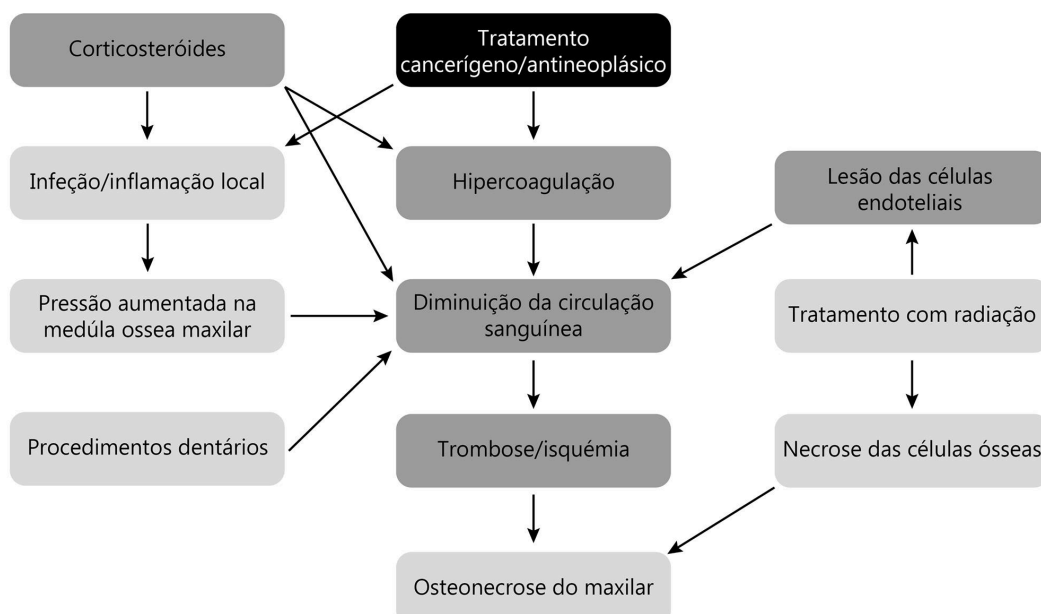 Corticosteróides
Tratamento
cancerígeno/antineoplásico
Infeção/inflamação local
Hipercoagulação
Lesão das células
endoteliais
Pressão aumentada na
medúla ossea maxilar
Diminuição da circulação
sanguínea
Tratamento com radiação
Procedimentos dentários
Trombose/isquémia
Necrose das células ósseas
Osteonecrose do maxilar